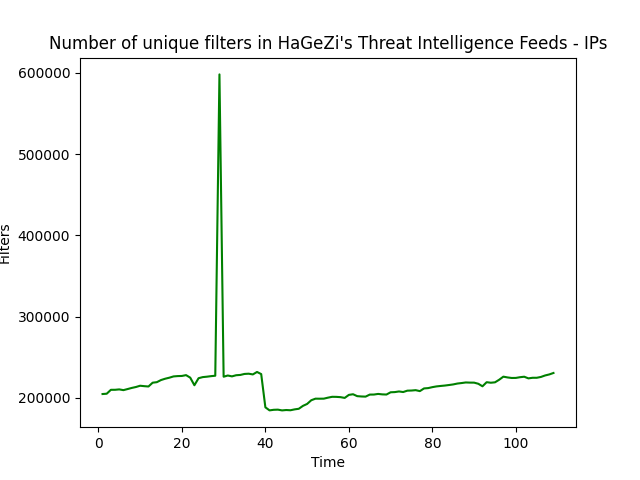 Number of unique filters in HaGeZi's Threat Intelligence Feeds - IPs
600000
500000
400000
300000
200000
Filters
0 20 40 60 80 100
Time